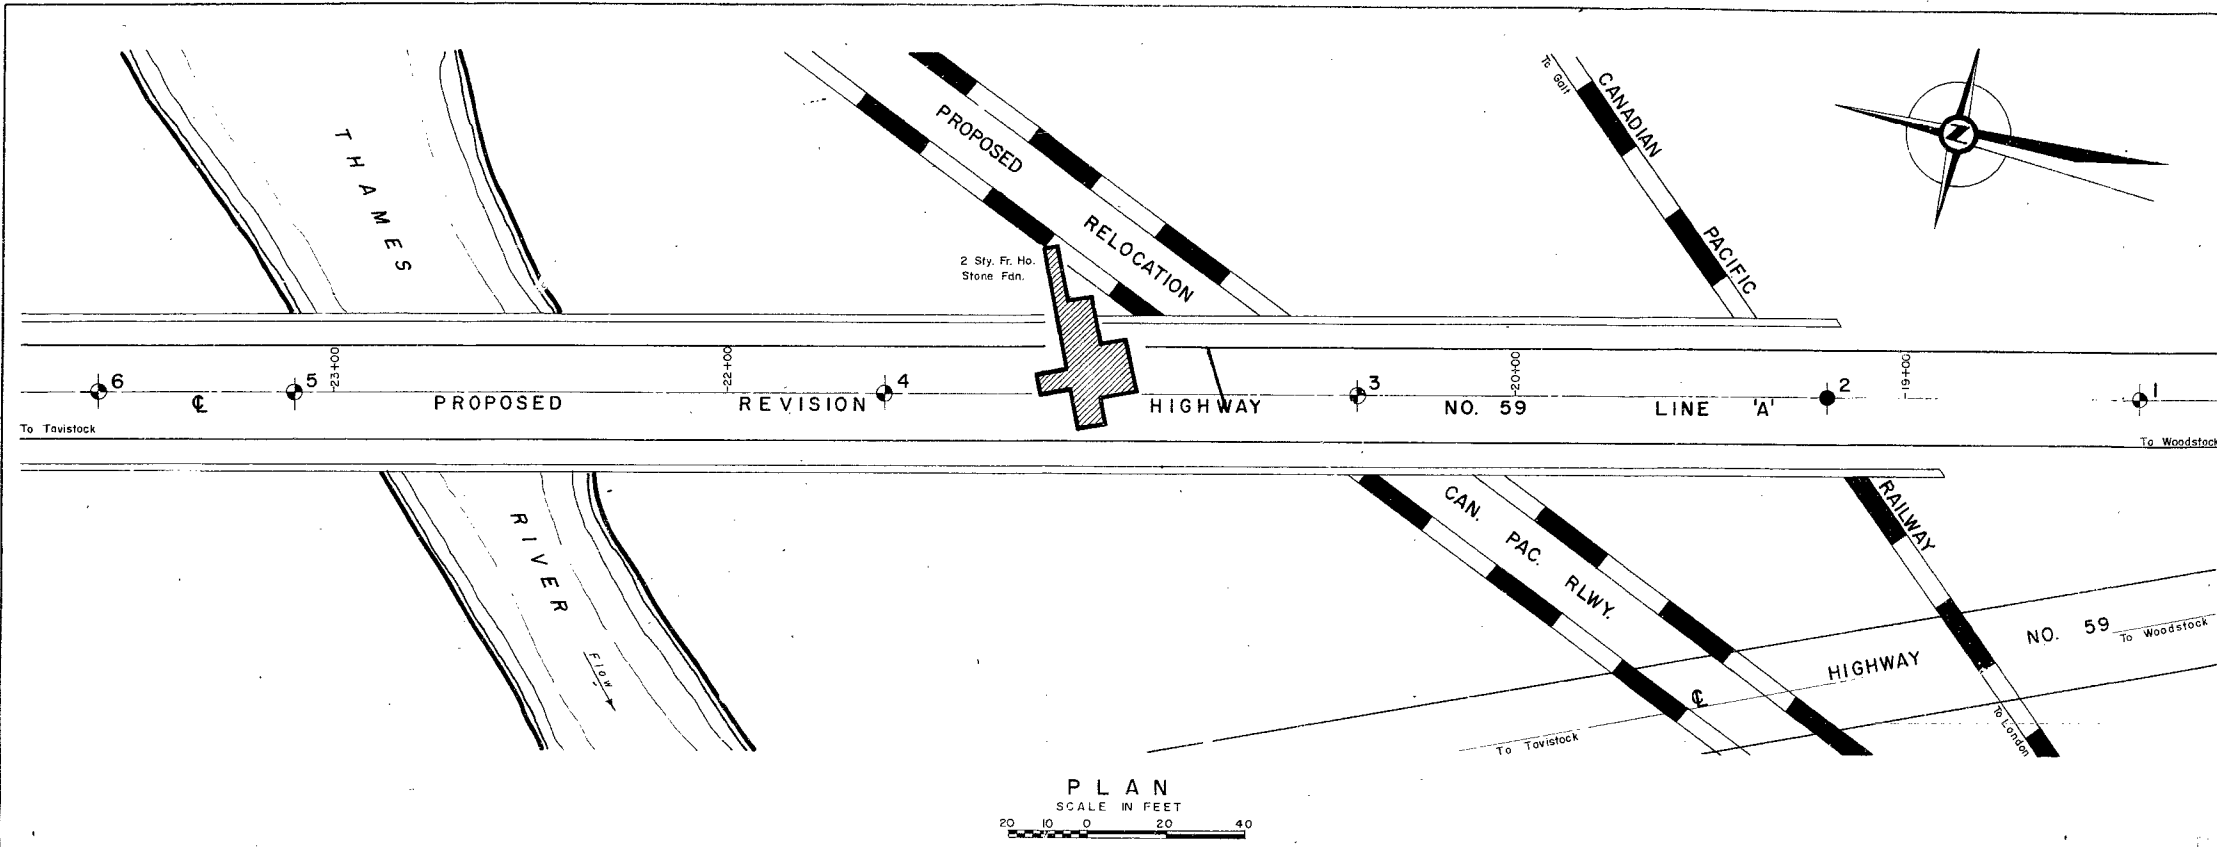 THAMES
PROPOSED
RELOCATION
To Galt
CANADIAN
PACIFIC
Z
2 Sty. Fr. Ho.
Stone Fdn.
23+00
22+00
20+00
19+00
6
5
4
3
2
1
℄ PROPOSED REVISION HIGHWAY NO. 59 LINE 'A'
To Tavistock
To Woodstock
RIVER
Flow
CAN. PAC. RLWY.
RAILWAY
To London
℄ HIGHWAY NO. 59
To Woodstock
To Tavistock
PLAN
SCALE IN FEET
20 10 0 20 40